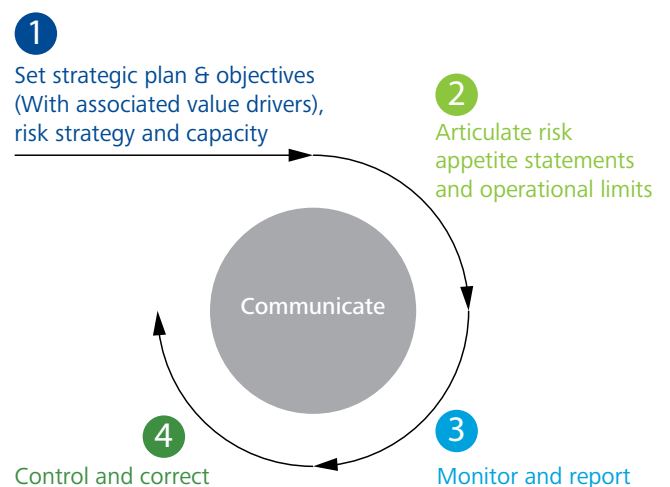 1
Set strategic plan & objectives
(With associated value drivers),
risk strategy and capacity
2
Articulate risk
appetite statements
and operational limits
Communicate
3
Monitor and report
4
Control and correct